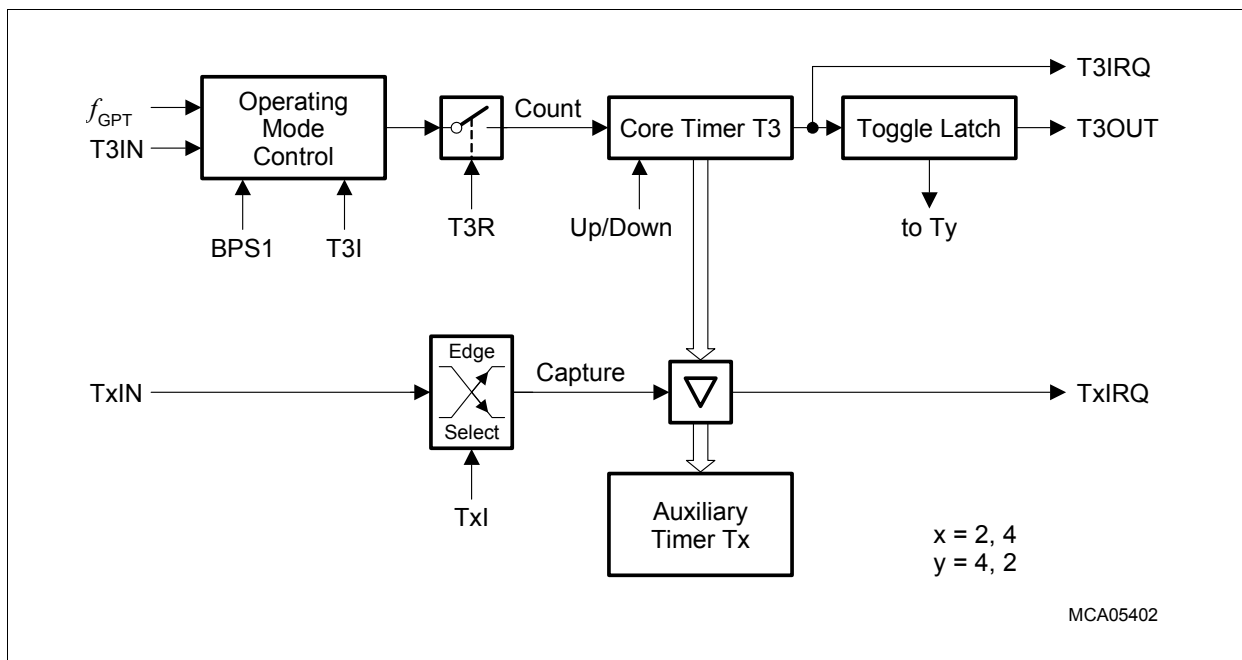 T3IRQ
fGPT
T3IN
Operating
Mode
Control
Count
Core Timer T3
Toggle Latch
T3OUT
BPS1
T3I
T3R
Up/Down
to Ty
TxIN
Edge
Select
Capture
TxIRQ
TxI
Auxiliary
Timer Tx
x = 2, 4
y = 4, 2
MCA05402